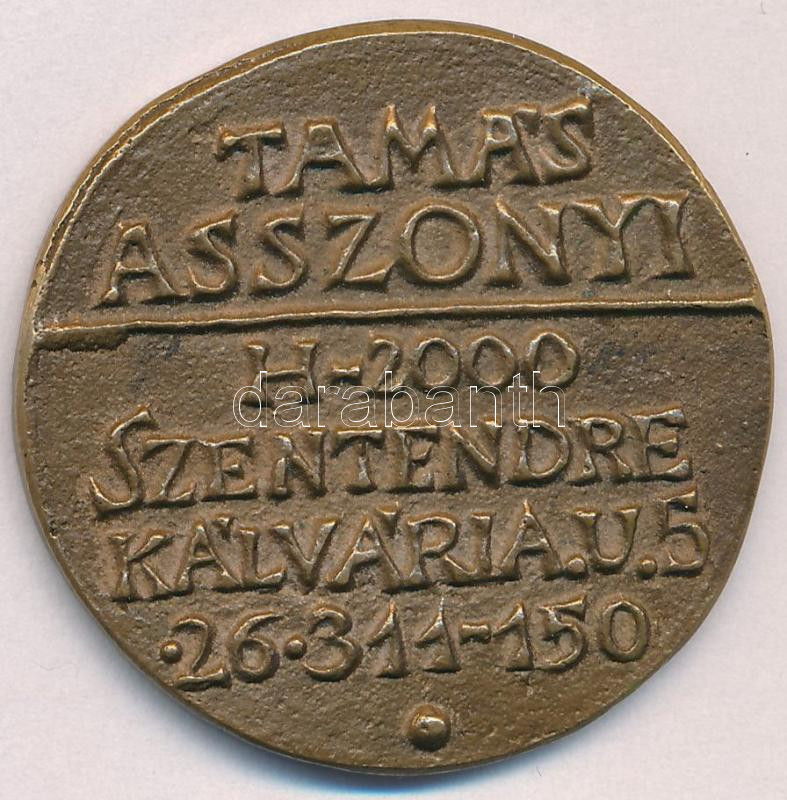 TAMÁS
ASSZONYI
H-2000
darabanth
SZENTENDRE
KÁLVÁRIA.U.5
·26·311-150